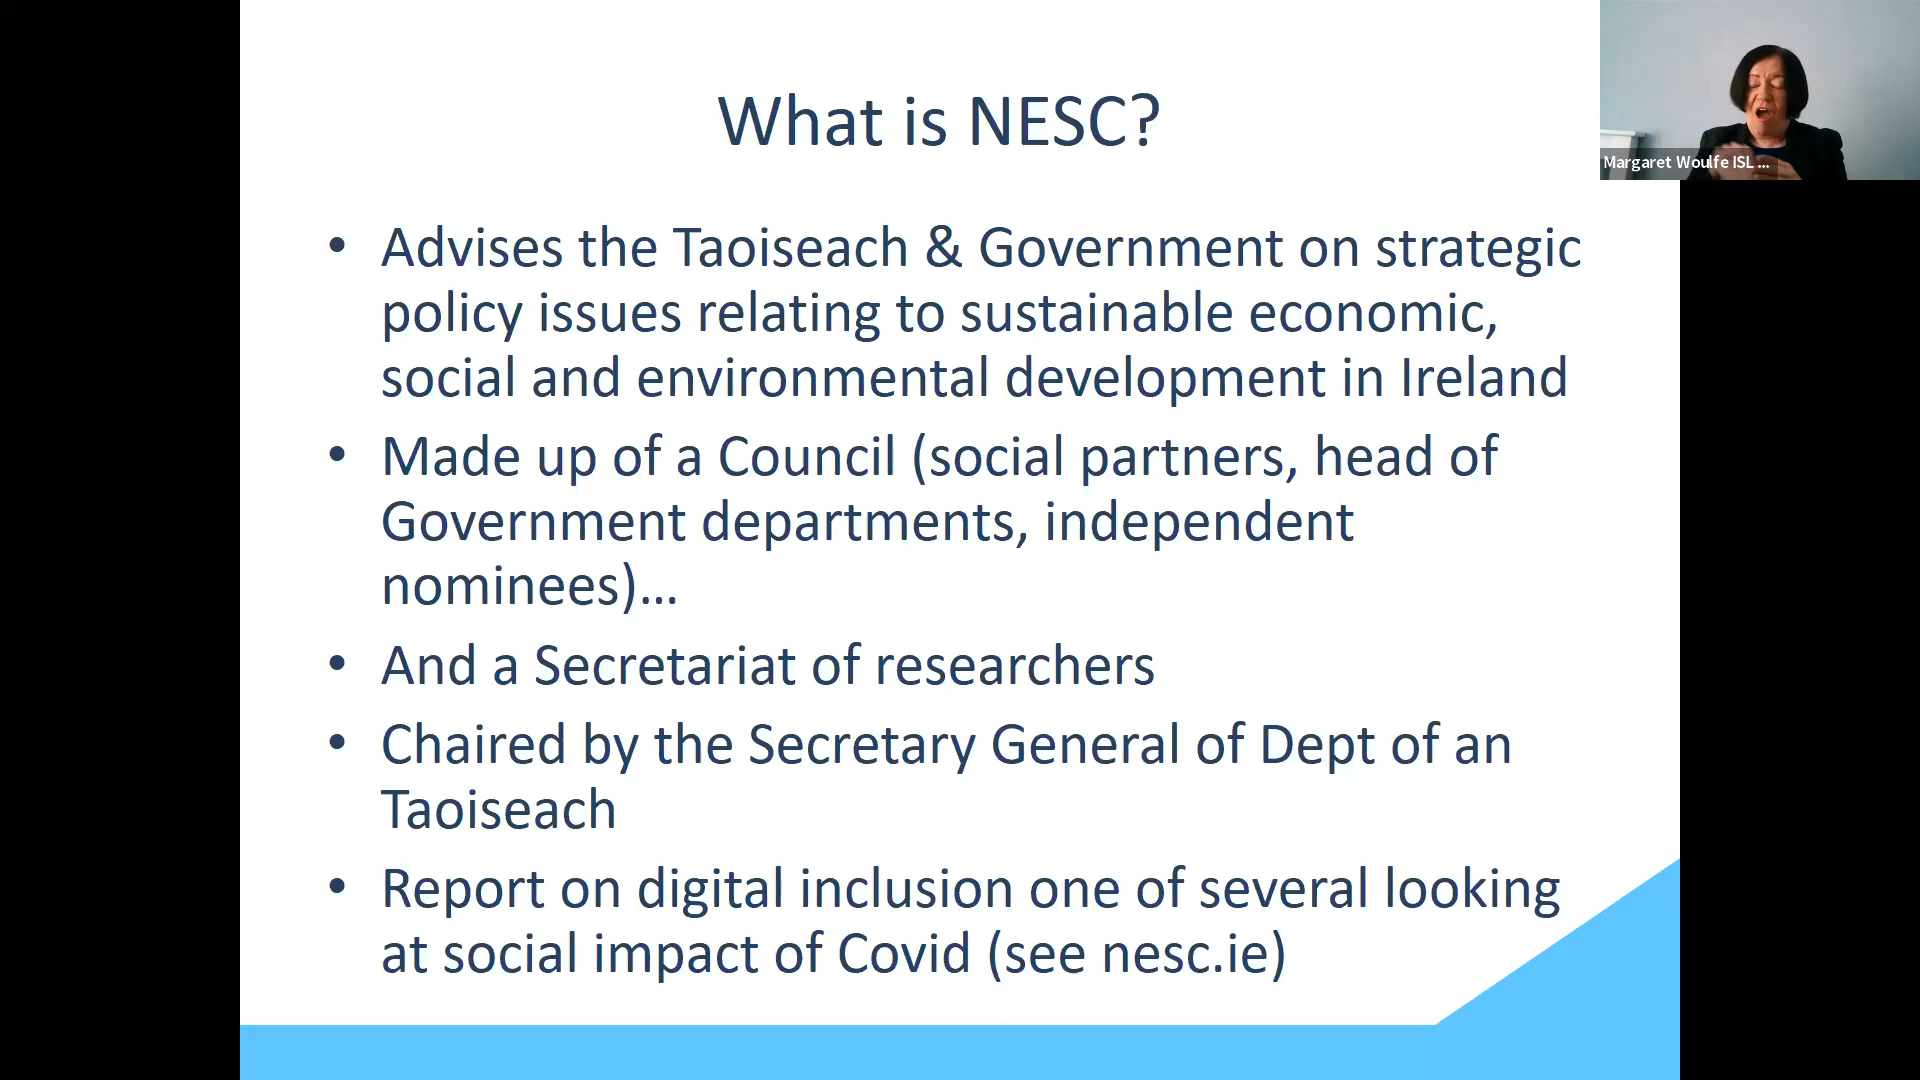 What is NESC?
Margaret Woulfe ISL ...
• Advises the Taoiseach & Government on strategic
policy issues relating to sustainable economic,
social and environmental development in Ireland
• Made up of a Council (social partners, head of
Government departments, independent
nominees)…
• And a Secretariat of researchers
• Chaired by the Secretary General of Dept of an
Taoiseach
• Report on digital inclusion one of several looking
at social impact of Covid (see nesc.ie)